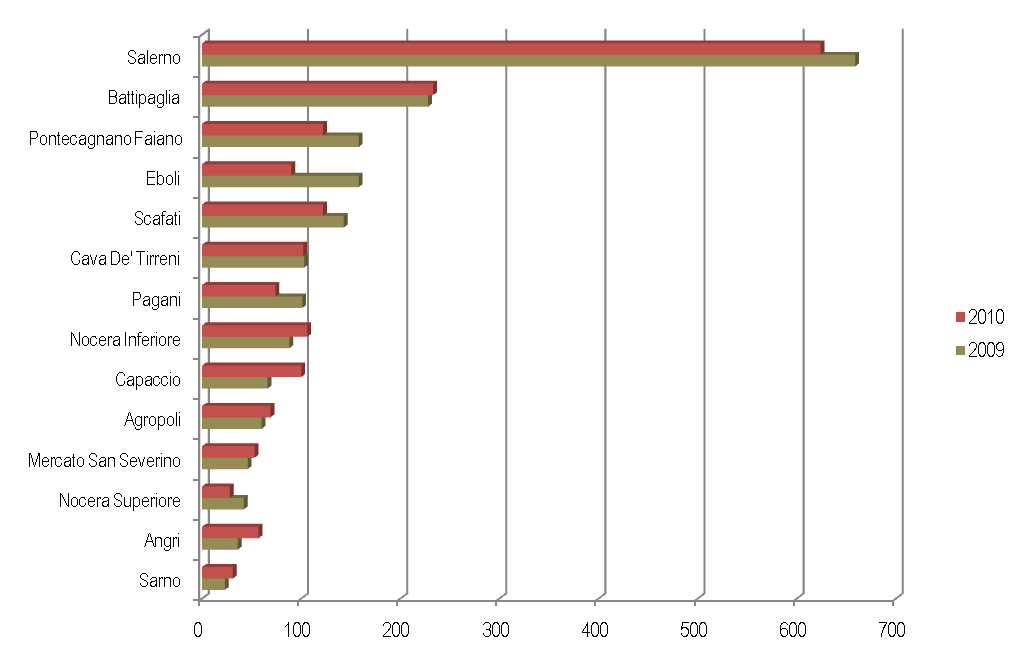 Salerno
Battipaglia
Pontecagnano Faiano
Eboli
Scafati
Cava De' Tirreni
Pagani
Nocera Inferiore
Capaccio
Agropoli
Mercato San Severino
Nocera Superiore
Angri
Sarno
0 100 200 300 400 500 600 700
2010
2009